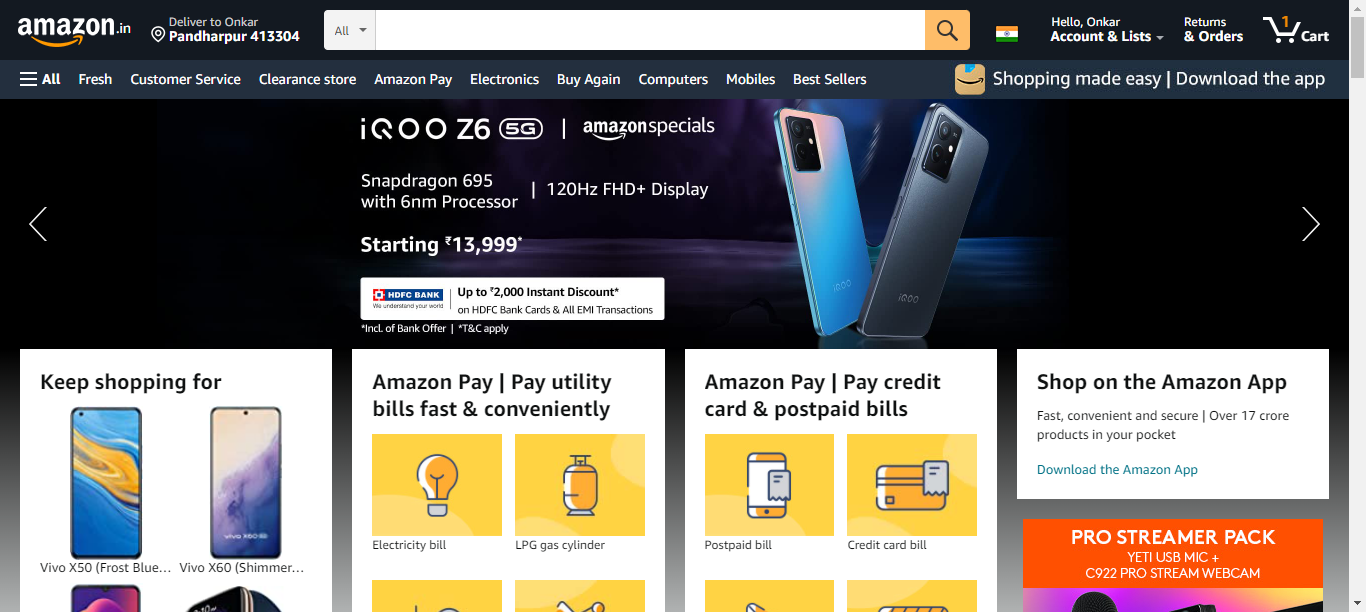 amazon.in
Deliver to Onkar
Pandharpur 413304
All
Hello, Onkar
Account & Lists
Returns
& Orders
1
Cart
All
Fresh
Customer Service
Clearance store
Amazon Pay
Electronics
Buy Again
Computers
Mobiles
Best Sellers
Shopping made easy | Download the app
iQOO Z6 5G | amazonspecials
Snapdragon 695
with 6nm Processor
| 120Hz FHD+ Display
Starting ₹13,999*
HDFC BANK
We understand your world
Up to ₹2,000 Instant Discount*
on HDFC Bank Cards & All EMI Transactions
*Incl. of Bank Offer | *T&C apply
iQOO
iQOO
Keep shopping for
vivo X60 5G
Vivo X50 (Frost Blue...
Vivo X60 (Shimmer...
Amazon Pay | Pay utility
bills fast & conveniently
Electricity bill
LPG gas cylinder
Amazon Pay | Pay credit
card & postpaid bills
Postpaid bill
Credit card bill
Shop on the Amazon App
Fast, convenient and secure | Over 17 crore
products in your pocket
Download the Amazon App
PRO STREAMER PACK
YETI USB MIC +
C922 PRO STREAM WEBCAM